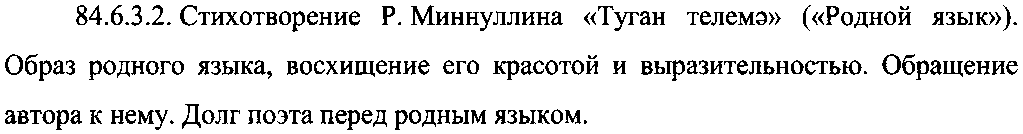 84.6.3.2. Стихотворение Р. Миннуллина «Туган телемә» («Родной язык»).
Образ родного языка, восхищение его красотой и выразительностью. Обращение
автора к нему. Долг поэта перед родным языком.